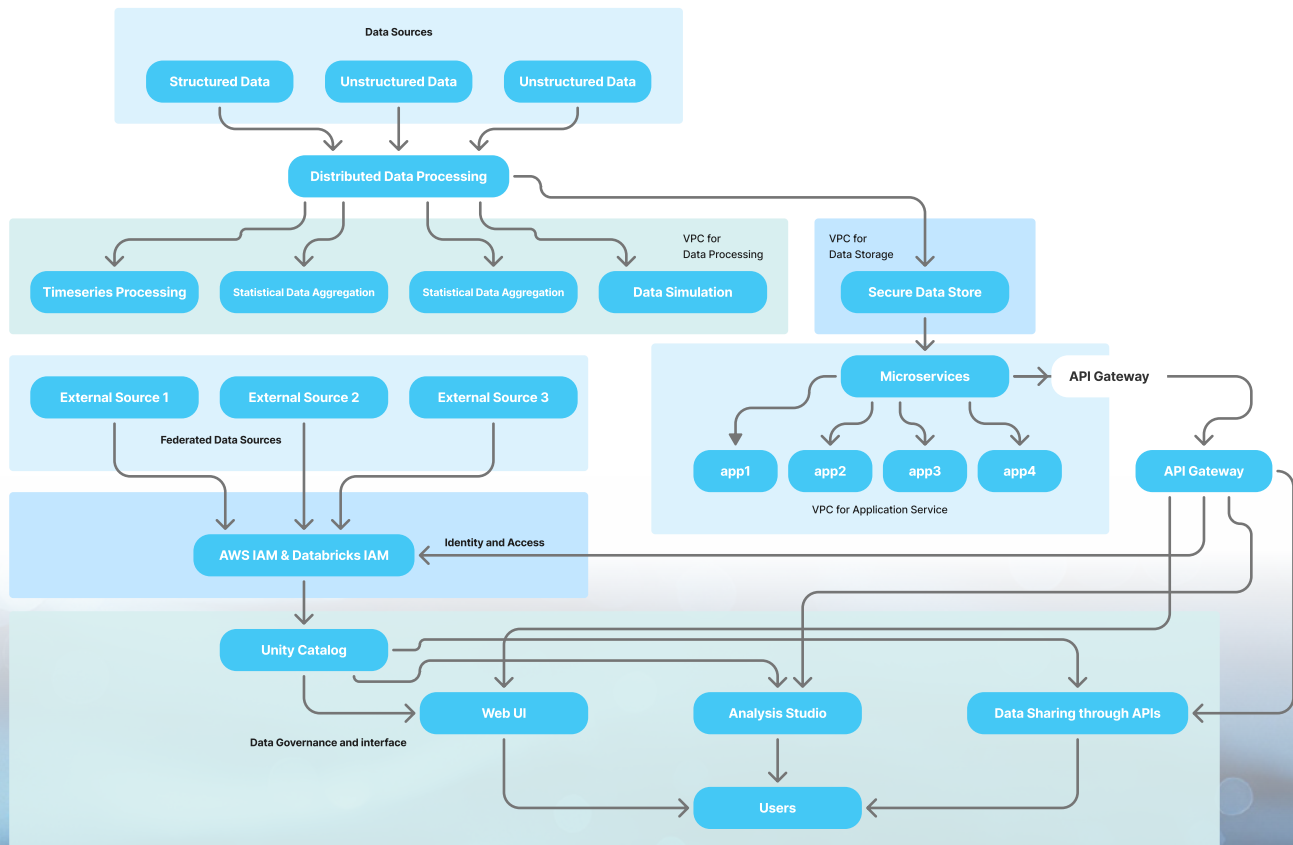 Data Sources
Structured Data
Unstructured Data
Unstructured Data
Distributed Data Processing
VPC for
Data Processing
VPC for
Data Storage
Timeseries Processing
Statistical Data Aggregation
Statistical Data Aggregation
Data Simulation
Secure Data Store
Microservices
API Gateway
External Source 1
External Source 2
External Source 3
Federated Data Sources
app1
app2
app3
app4
API Gateway
VPC for Application Service
Identity and Access
AWS IAM & Databricks IAM
Unity Catalog
Web UI
Analysis Studio
Data Sharing through APIs
Data Governance and interface
Users